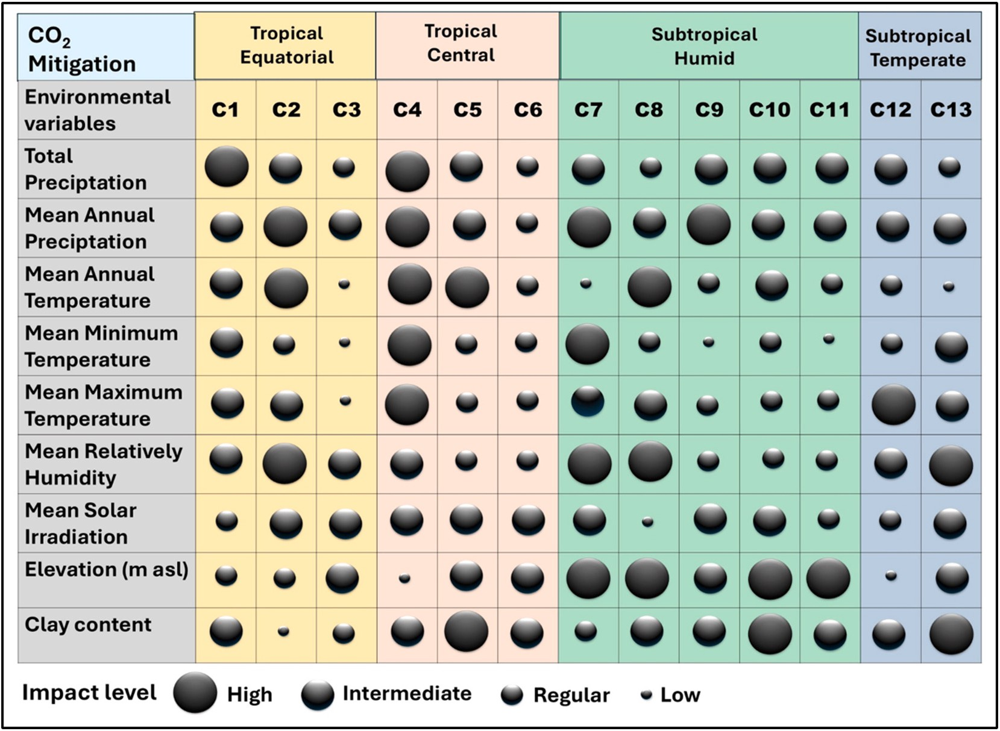 CO₂
Mitigation
Tropical
Equatorial
Tropical
Central
Subtropical
Humid
Subtropical
Temperate
Environmental
variables
C1 C2 C3 C4 C5 C6 C7 C8 C9 C10 C11 C12 C13
Total
Preciptation
Mean Annual
Preciptation
Mean Annual
Temperature
Mean Minimum
Temperature
Mean Maximum
Temperature
Mean Relatively
Humidity
Mean Solar
Irradiation
Elevation (m asl)
Clay content
Impact level High Intermediate Regular Low